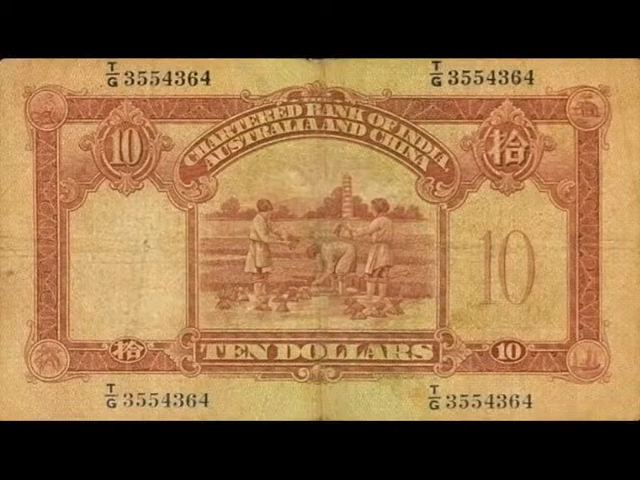 T/G 3554364 T/G 3554364
CHARTERED BANK OF INDIA,
AUSTRALIA AND CHINA
10 拾
10
拾 TEN DOLLARS 10
T/G 3554364 T/G 3554364